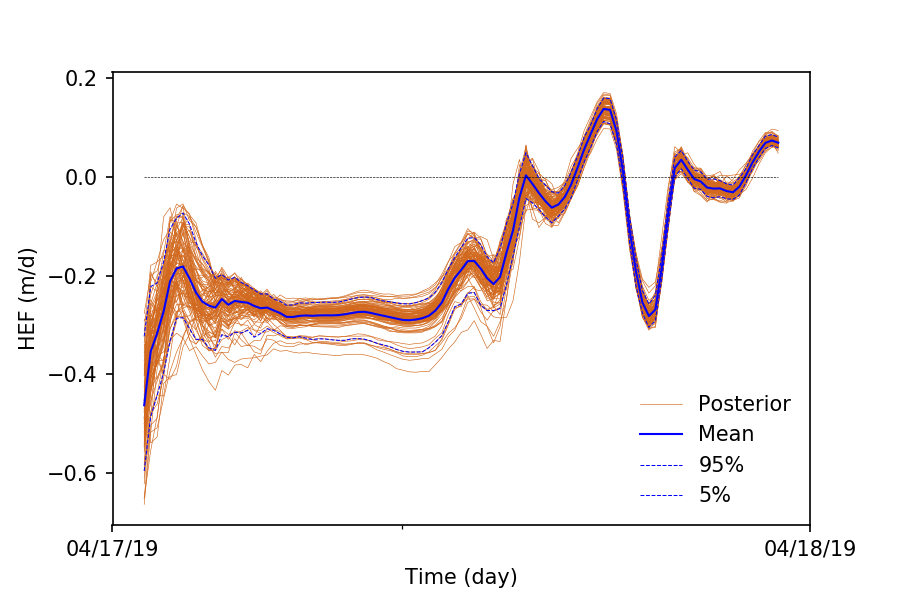 0.2
0.0
−0.2
−0.4
−0.6
HEF (m/d)
Posterior
Mean
95%
5%
04/17/19
04/18/19
Time (day)